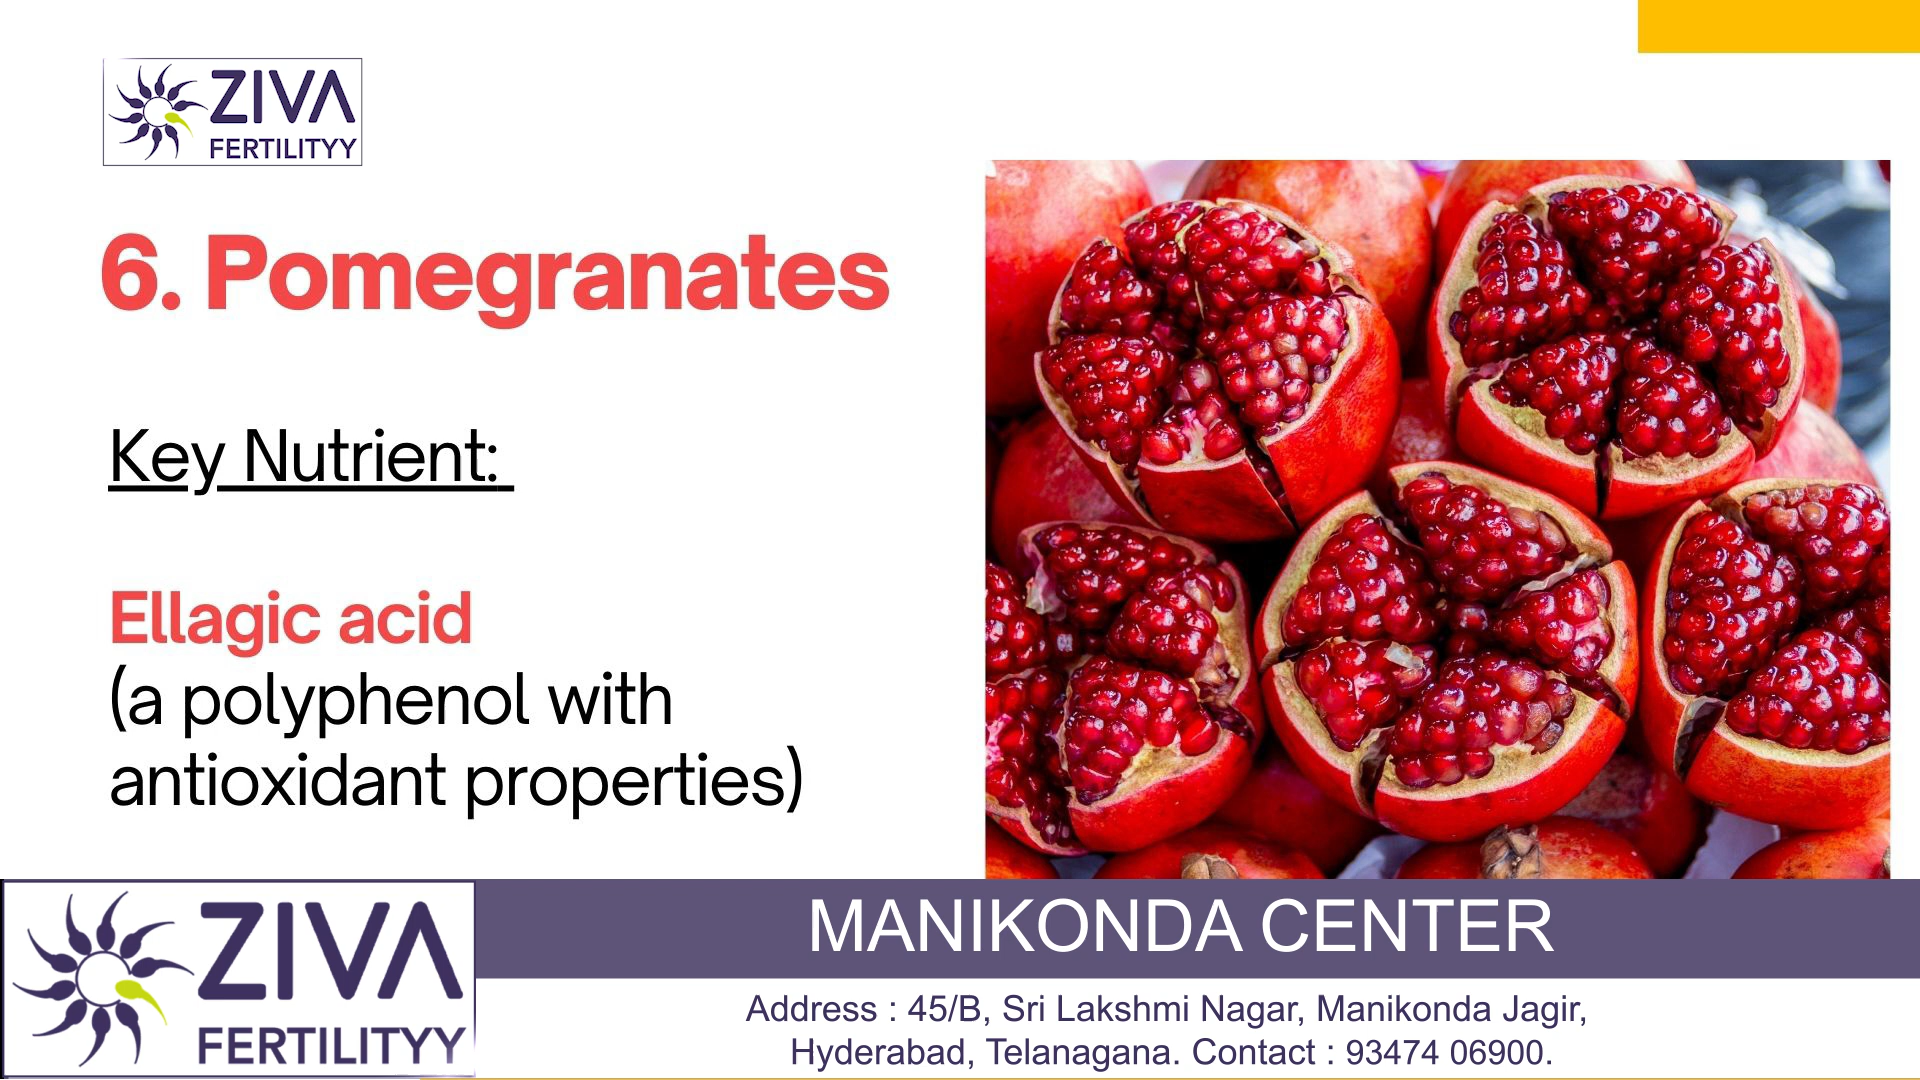 ZIVA
FERTILITYY
6. Pomegranates
Key Nutrient:
Ellagic acid
(a polyphenol with
antioxidant properties)
ZIVA
FERTILITYY
MANIKONDA CENTER
Address : 45/B, Sri Lakshmi Nagar, Manikonda Jagir,
Hyderabad, Telanagana. Contact : 93474 06900.